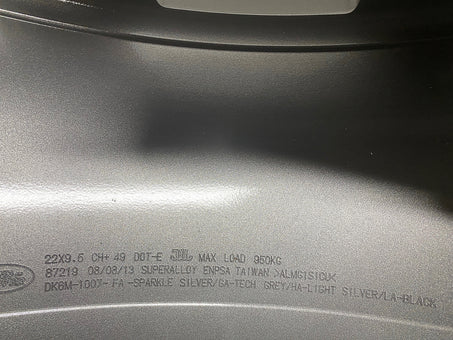 22X9.5 CH+ 49 DOT-E JWL MAX LOAD 950KG
87219 08/08/13 SUPERALLOY ENPSA TAIWAN >ALMG1SICU<
DK6M-1007- FA -SPARKLE SILVER/GA-TECH GREY/HA-LIGHT SILVER/LA-BLACK